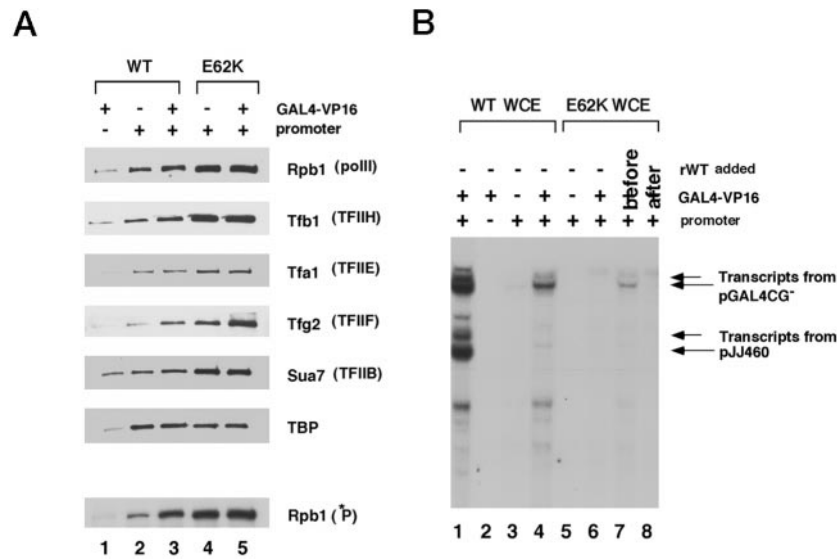 A
WT E62K
+ - + - + GAL4-VP16
- + + + + promoter
Rpb1 (polII)
Tfb1 (TFIIH)
Tfa1 (TFIIE)
Tfg2 (TFIIF)
Sua7 (TFIIB)
TBP
Rpb1 (*P)
1 2 3 4 5
B
WT WCE E62K WCE
- - - - - - before after rWT added
+ + - + - + GAL4-VP16
+ - + + + + + + promoter
Transcripts from
pGAL4CG-
Transcripts from
pJJ460
1 2 3 4 5 6 7 8